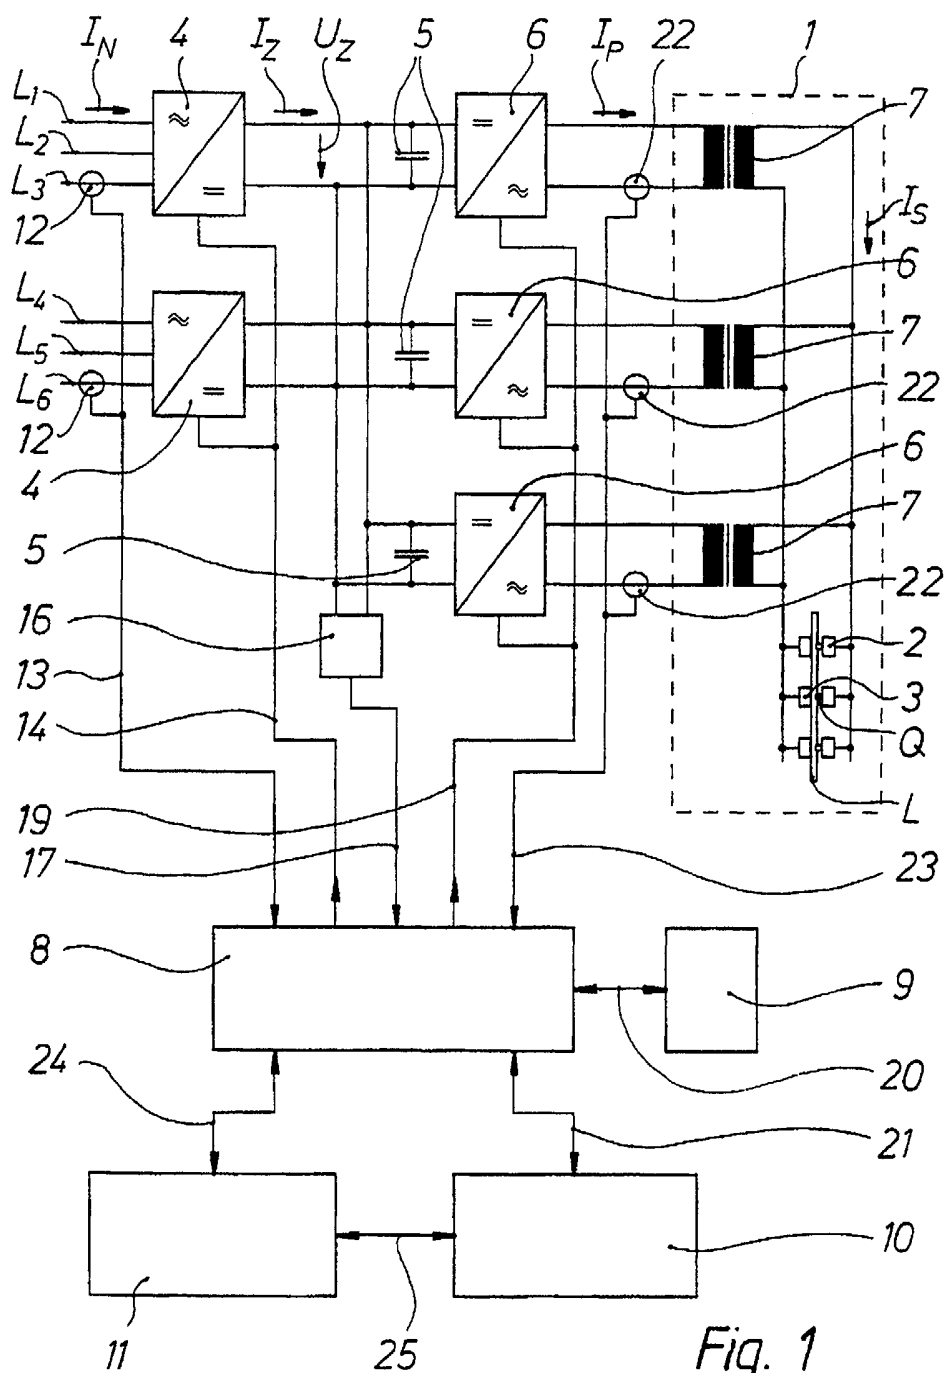 I_N 4 I_Z U_Z 5 6 I_P 22 1
L_1 7
≈ =
L_2
L_3 = ≈
12 I_S
6
L_4 ≈ =
L_5 7
L_6 = ≈ 22
12
4 6
7
= 
5 ≈ 22
16 2
13 3
14 Q
19 L
17 23
8 9
24 20
21
10
11 25
Fig. 1